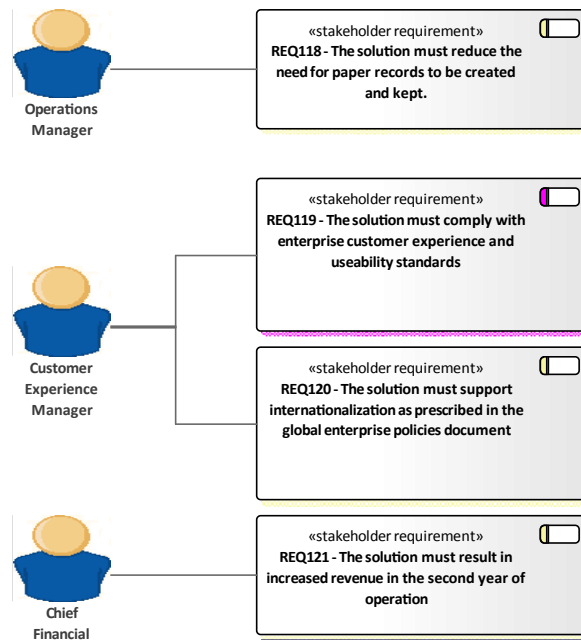 Operations
Manager
«stakeholder requirement»
REQ118 - The solution must reduce the
need for paper records to be created
and kept.
Customer
Experience
Manager
«stakeholder requirement»
REQ119 - The solution must comply with
enterprise customer experience and
useability standards
«stakeholder requirement»
REQ120 - The solution must support
internationalization as prescribed in the
global enterprise policies document
Chief
Financial
«stakeholder requirement»
REQ121 - The solution must result in
increased revenue in the second year of
operation